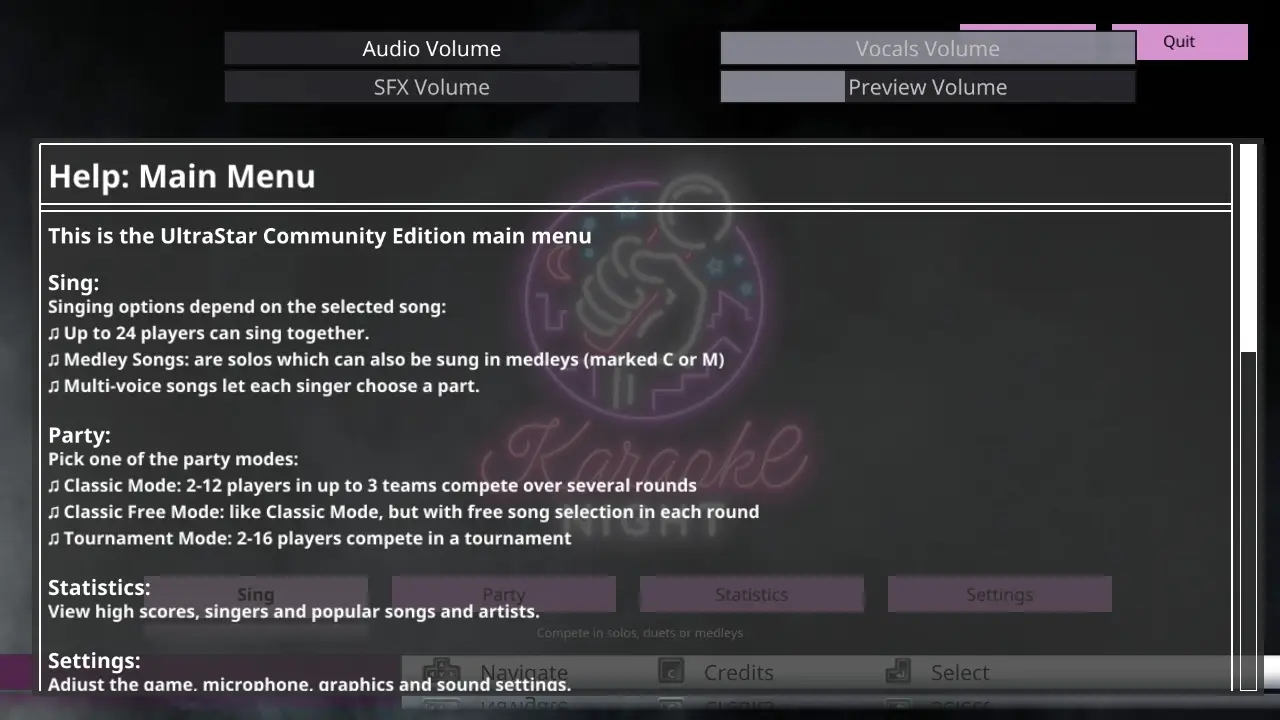 Audio Volume
Vocals Volume
Quit
SFX Volume
Preview Volume
Help: Main Menu
This is the UltraStar Community Edition main menu
Sing:
Singing options depend on the selected song:
♫ Up to 24 players can sing together.
♫ Medley Songs: are solos which can also be sung in medleys (marked C or M)
♫ Multi-voice songs let each singer choose a part.
Party:
Pick one of the party modes:
♫ Classic Mode: 2-12 players in up to 3 teams compete over several rounds
♫ Classic Free Mode: like Classic Mode, but with free song selection in each round
♫ Tournament Mode: 2-16 players compete in a tournament
Statistics:
View high scores, singers and popular songs and artists.
Settings:
Adjust the game, microphone, graphics and sound settings.
Karaoke
NIGHT
Sing
Party
Statistics
Settings
Compete in solos, duets or medleys
Navigate
C Credits
Select